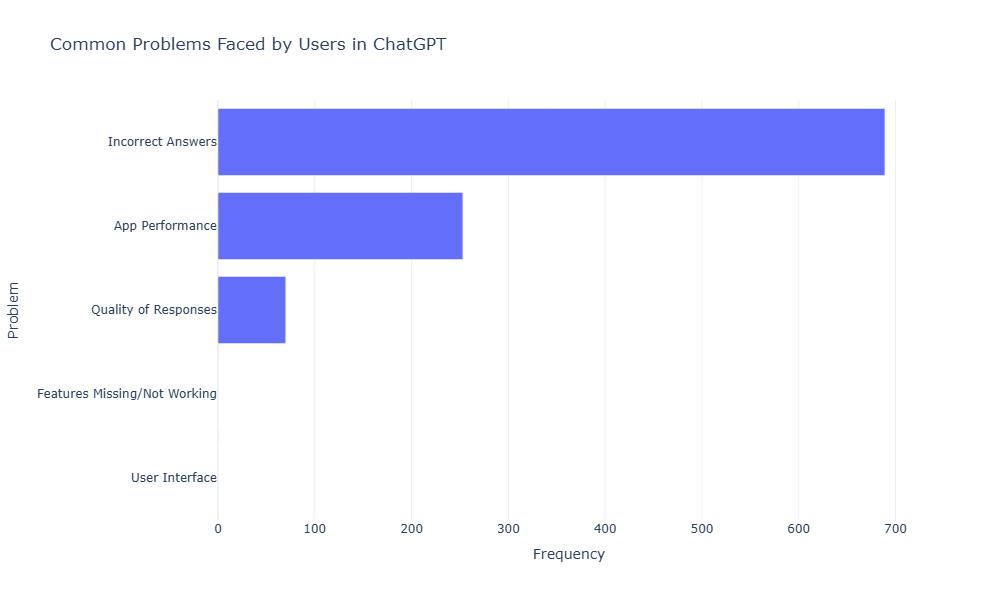 Common Problems Faced by Users in ChatGPT
Problem
Incorrect Answers
App Performance
Quality of Responses
Features Missing/Not Working
User Interface
0 100 200 300 400 500 600 700
Frequency